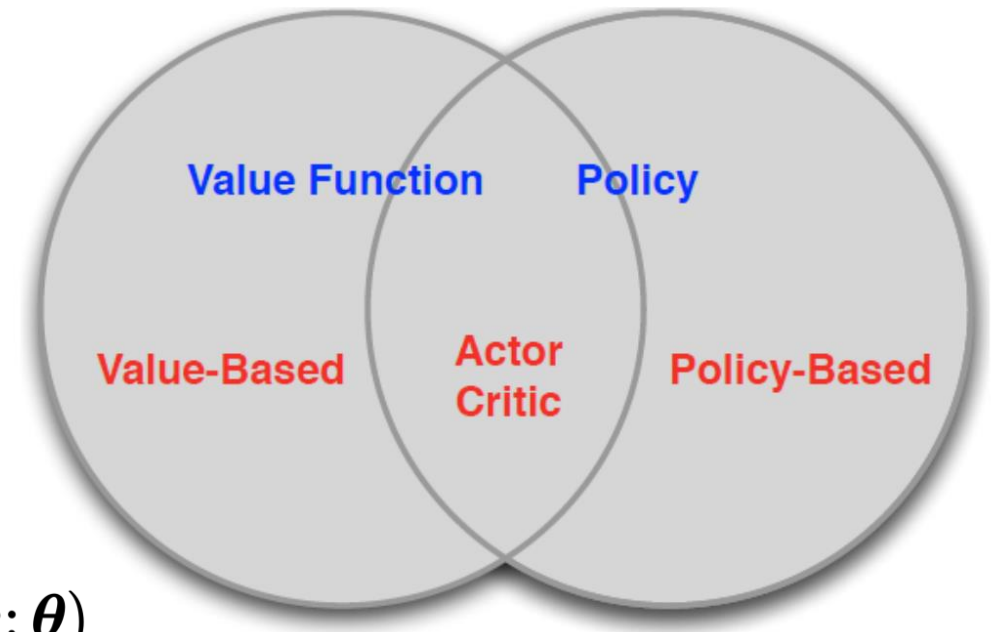 Value Function Policy
Value-Based
Actor
Critic
Policy-Based
; θ)